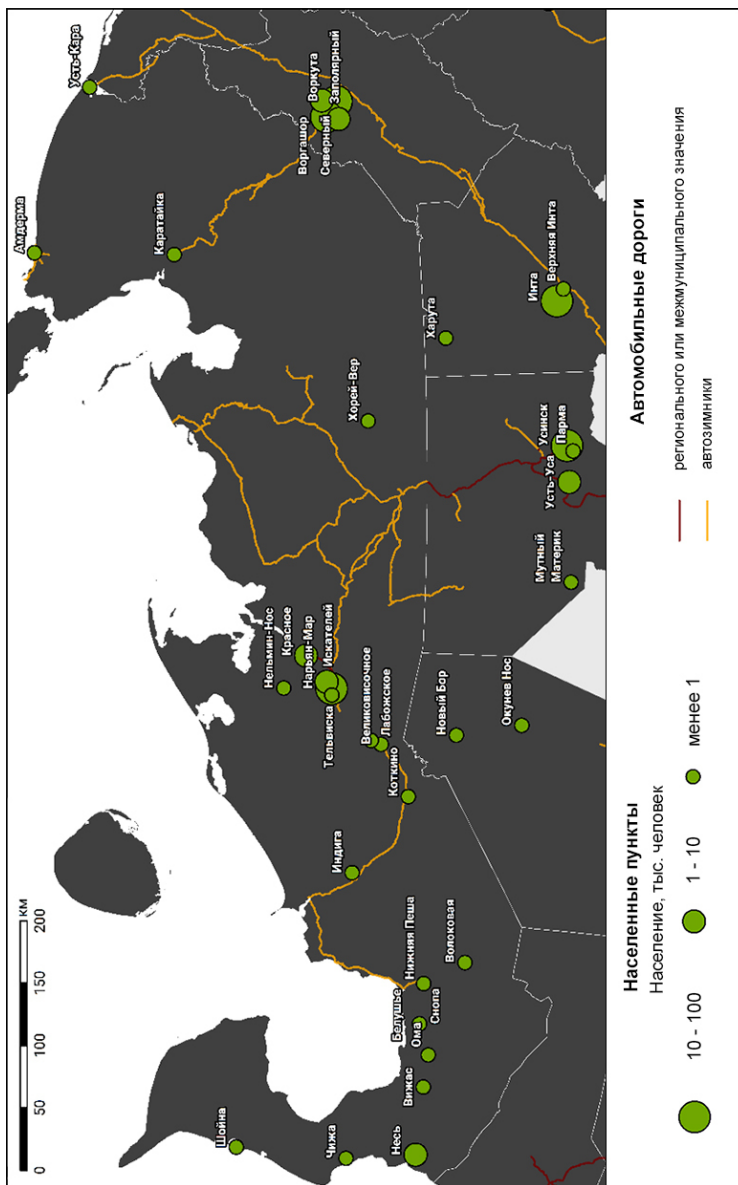 КМ
0
50
100
150
200
Шойна
Чижа
Несь
Вижас
Ома
Белушье
Снопа
Нижняя Пеша
Волоковая
Индига
Коткино
Великовисочное
Лабожское
Тельвиска
Нельмин-Нос
Красное
Нарьян-Мар
Искателей
Новый Бор
Окунев Нос
Мутный
Материк
Усть-Уса
Усинск
Парма
Хорей-Вер
Харута
Инта
Верхняя Инта
Каратайка
Амдерма
Усть-Кара
Воргашор
Воркута
Северный
Заполярный
Населенные пункты
Население, тыс. человек
10 - 100
1 - 10
менее 1
Автомобильные дороги
регионального или межмуниципального значения
автозимники